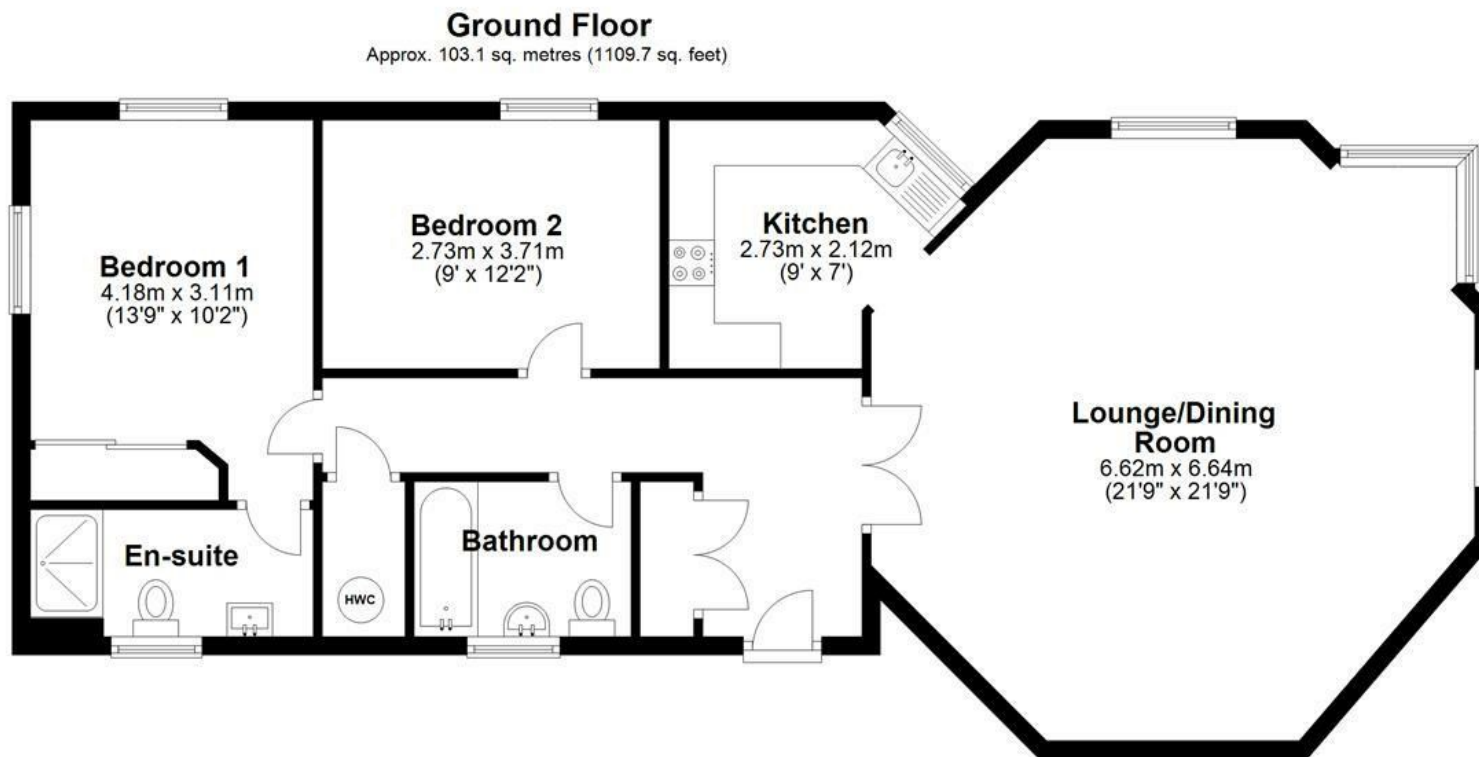 Ground Floor
Approx. 103.1 sq. metres (1109.7 sq. feet)
Bedroom 1
4.18m x 3.11m
(13'9" x 10'2")
Bedroom 2
2.73m x 3.71m
(9' x 12'2")
Kitchen
2.73m x 2.12m
(9' x 7')
Lounge/Dining
Room
6.62m x 6.64m
(21'9" x 21'9")
En-suite
HWC
Bathroom